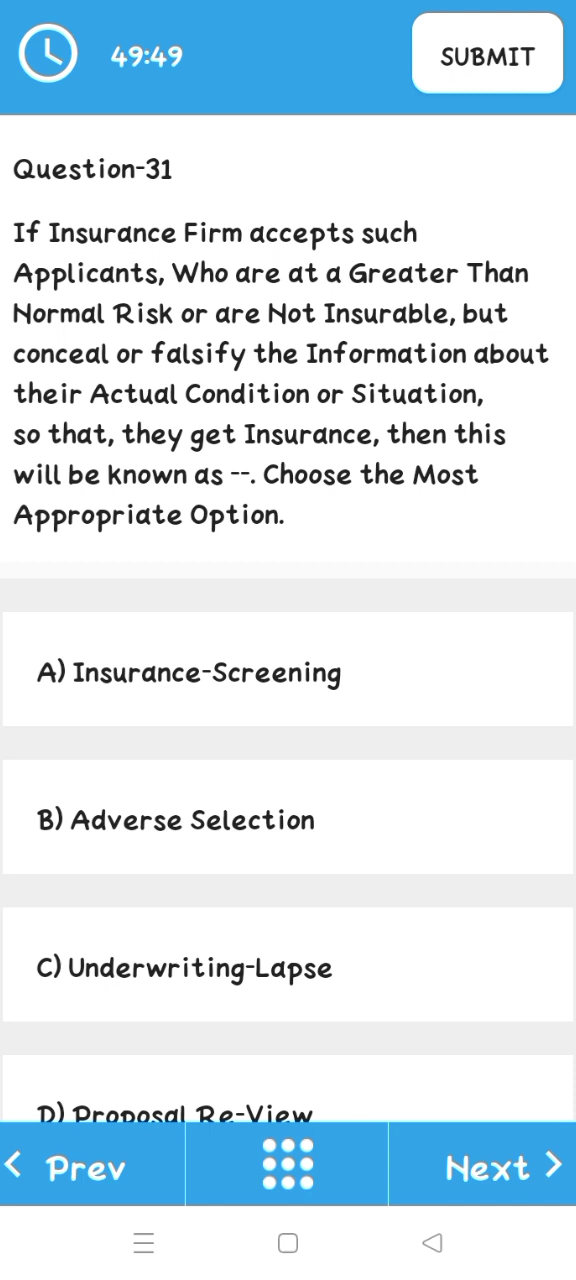 49:49
SUBMIT
Question-31
If Insurance Firm accepts such
Applicants, Who are at a Greater Than
Normal Risk or are Not Insurable, but
conceal or falsify the Information about
their Actual Condition or Situation,
so that, they get Insurance, then this
will be known as --. Choose the Most
Appropriate Option.
A) Insurance-Screening
B) Adverse Selection
C) Underwriting-Lapse
D) Proposal Re-View
Prev
Next